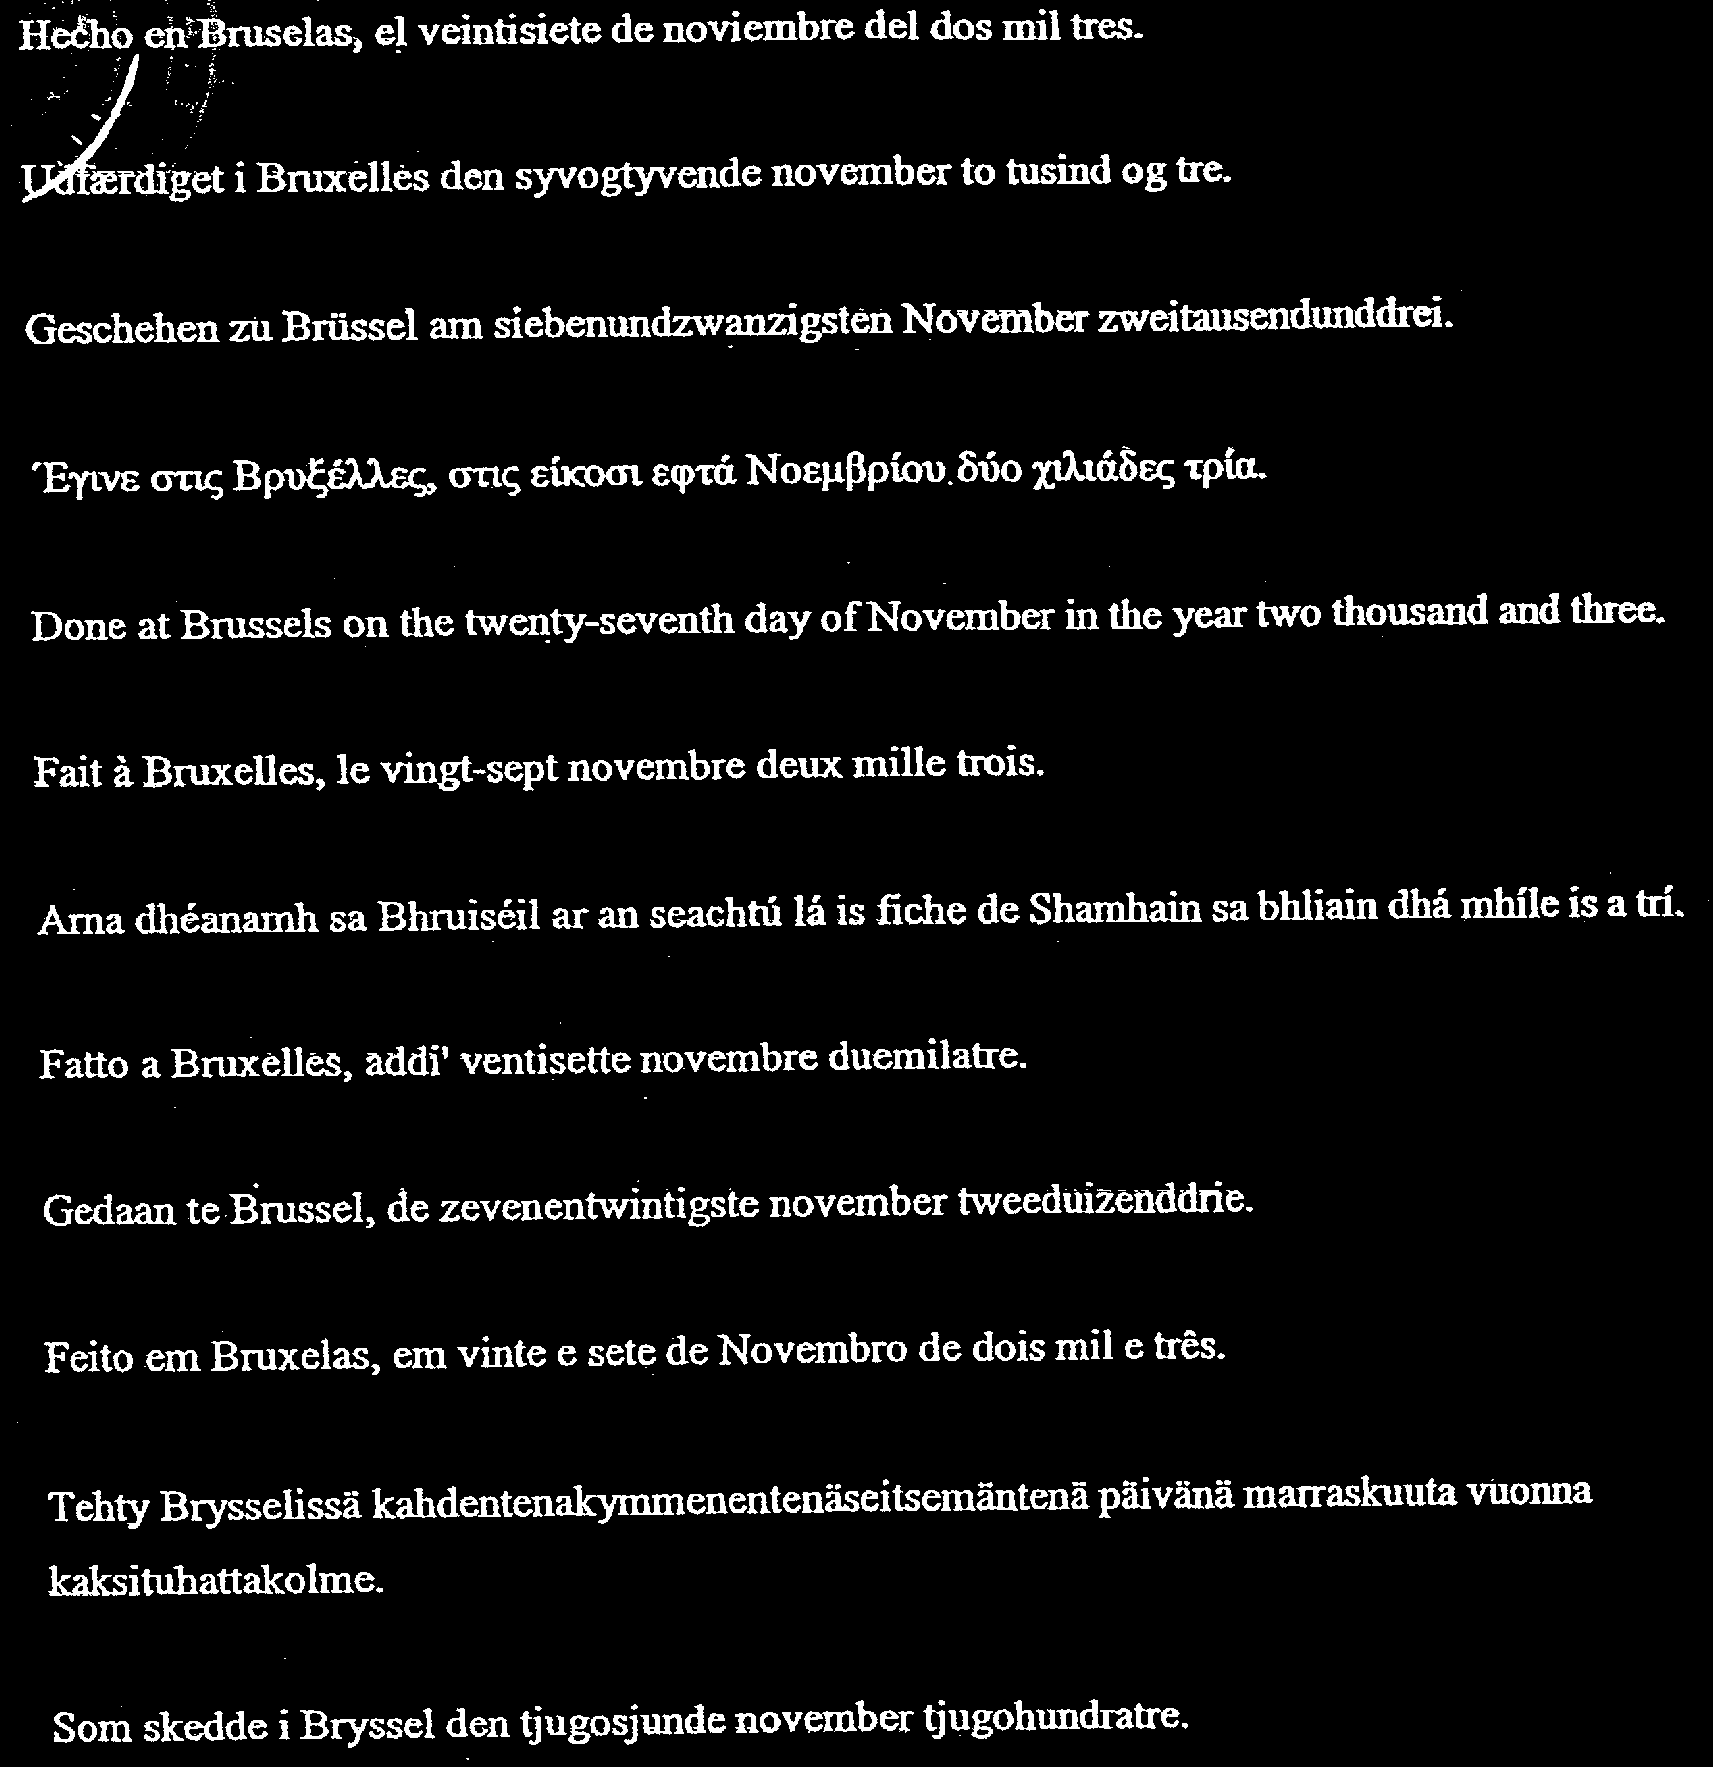 Hecho en Bruselas, el veintisiete de noviembre del dos mil tres.
Udfærdiget i Bruxelles den syvogtyvende november to tusind og tre.
Geschehen zu Brüssel am siebenundzwanzigsten November zweitausendunddrei.
Έγινε στις Βρυξέλλες, στις είκοσι εφτά Νοεμβρίου δύο χιλιάδες τρία.
Done at Brussels on the twenty-seventh day of November in the year two thousand and three.
Fait à Bruxelles, le vingt-sept novembre deux mille trois.
Arna dhéanamh sa Bhruiséil ar an seachtú lá is fiche de Shamhain sa bhliain dhá mhíle is a trí.
Fatto a Bruxelles, addi' ventisette novembre duemilatre.
Gedaan te Brussel, de zevenentwintigste november tweeduizenddrie.
Feito em Bruxelas, em vinte e sete de Novembro de dois mil e três.
Tehty Brysselissä kahdentenakymmenentenäseitsemäntenä päivänä marraskuuta vuonna
kaksituhattakolme.
Som skedde i Bryssel den tjugosjunde november tjugohundratre.